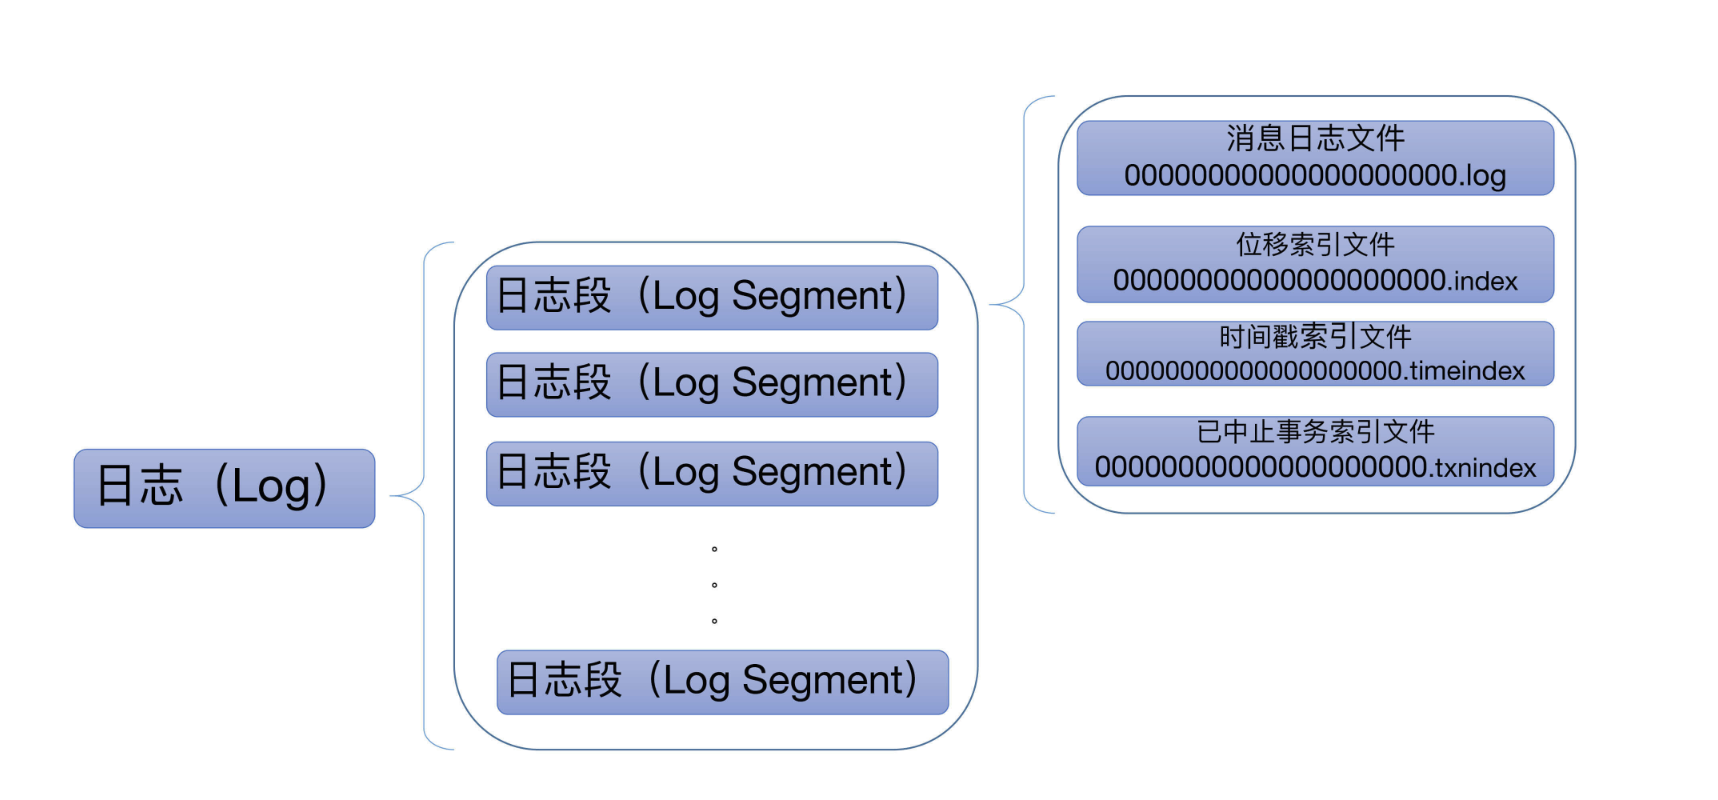 日志（Log）
日志段（Log Segment）
日志段（Log Segment）
日志段（Log Segment）
。
。
。
日志段（Log Segment）
消息日志文件
00000000000000000000.log
位移索引文件
00000000000000000000.index
时间戳索引文件
00000000000000000000.timeindex
已中止事务索引文件
00000000000000000000.txnindex